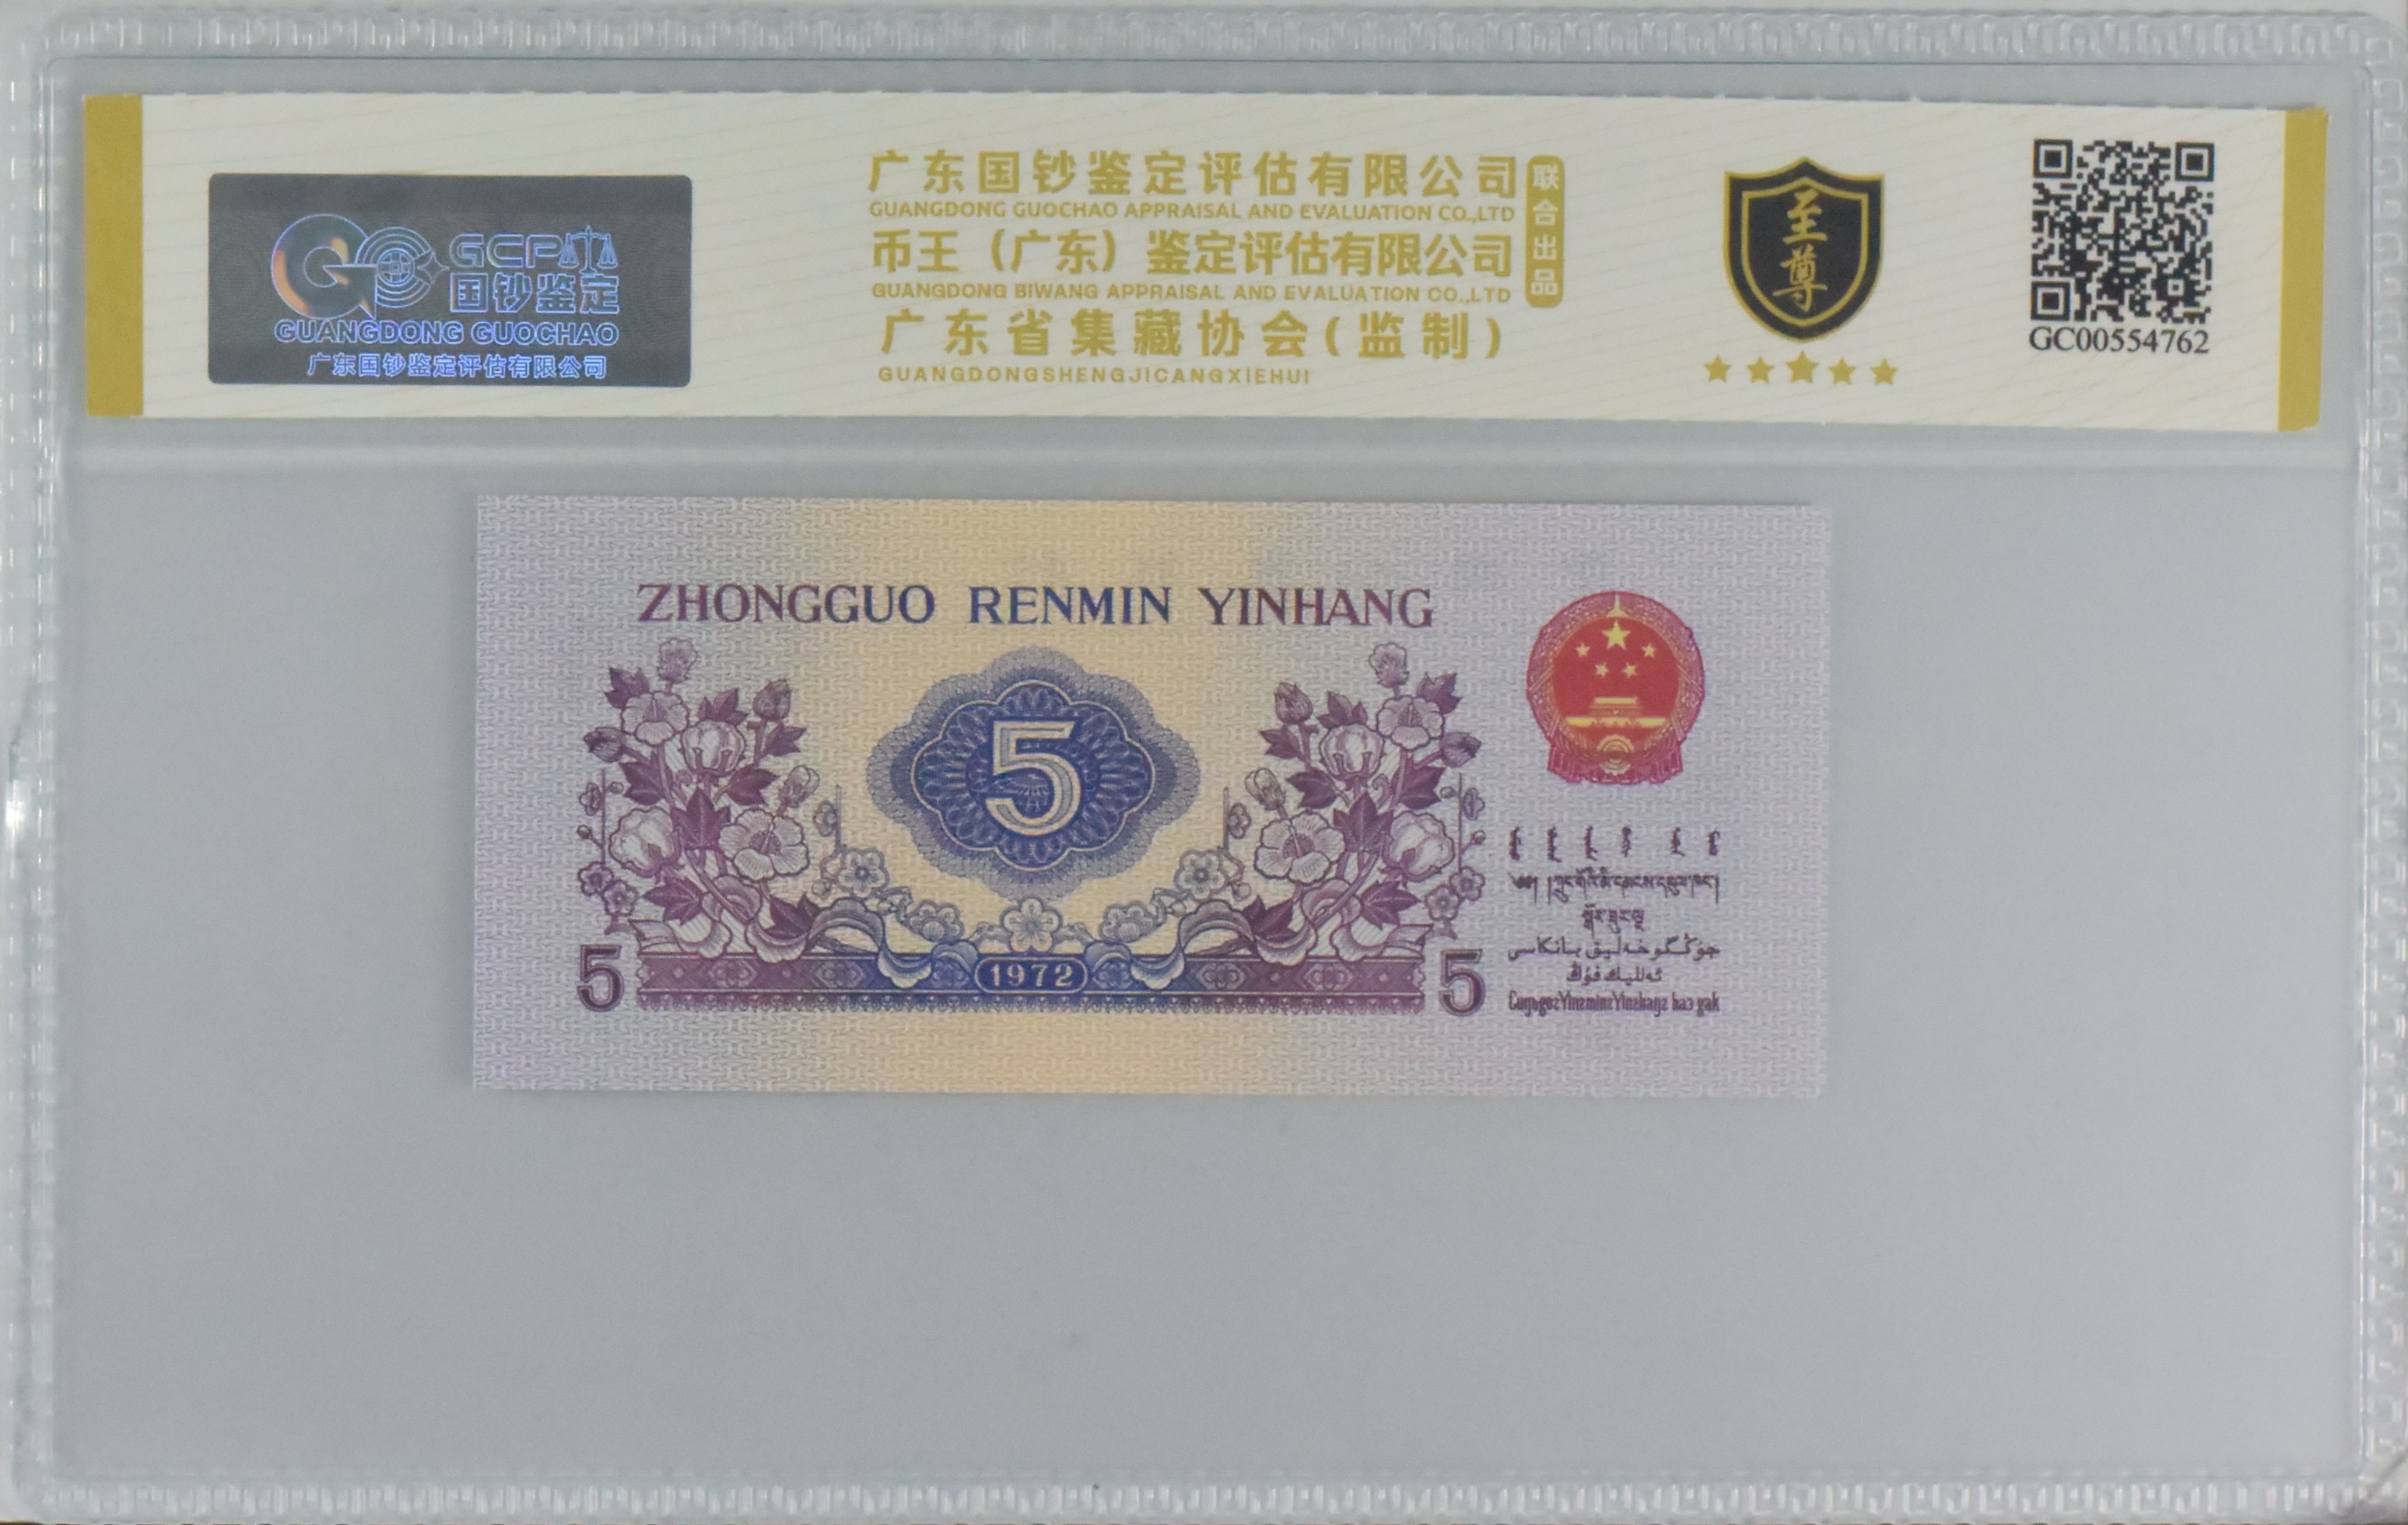 GCP
国钞鉴定
GUANGDONG GUOCHAO
广东国钞鉴定评估有限公司
广东国钞鉴定评估有限公司
GUANGDONG GUOCHAO APPRAISAL AND EVALUATION CO.,LTD
币王（广东）鉴定评估有限公司
GUANGDONG BIWANG APPRAISAL AND EVALUATION CO.,LTD
广东省集藏协会(监制)
GUANGDONGSHENGJICANGXIEHUI
联合出品
至尊
GC00554762
ZHONGGUO RENMIN YINHANG
5
1972
5
5
جۇڭگو خەلىق بانكاسى